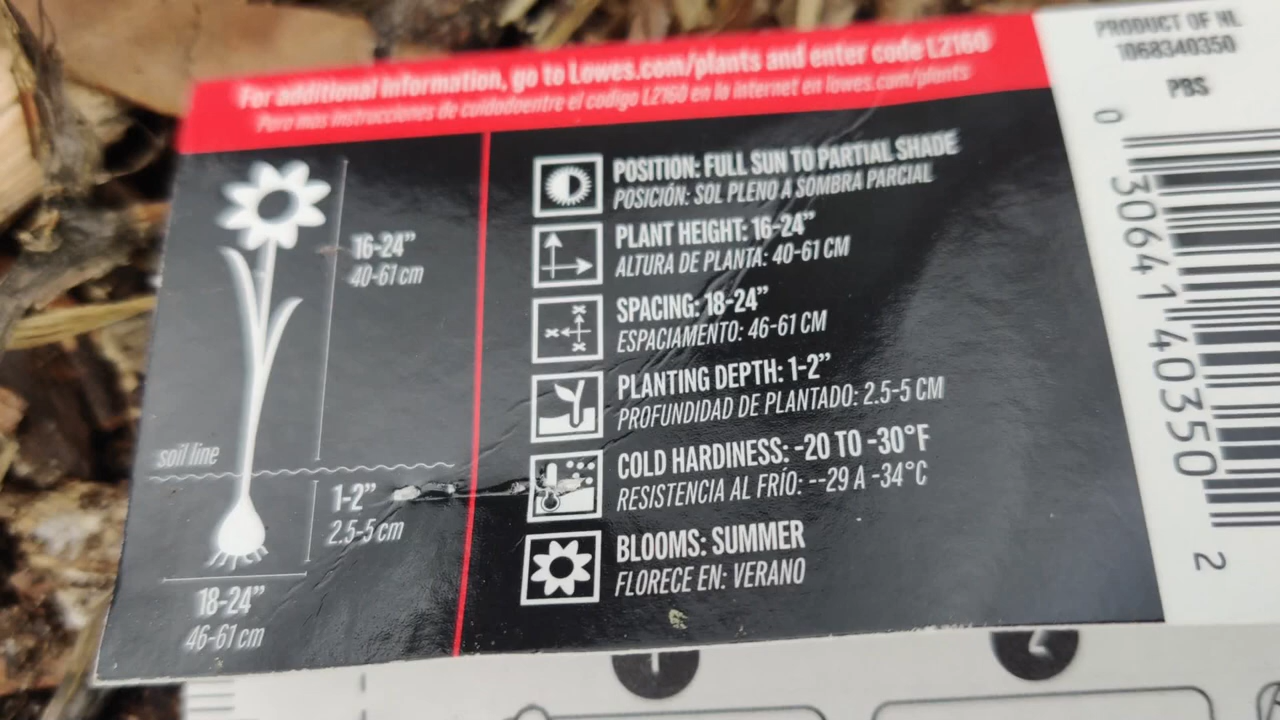 For additional information, go to Lowes.com/plants and enter code L2160
Para mas instrucciones de cuidadoentre el codigo L2160 en la internet en lowes.com/plants
PRODUCT OF NL
1068340350
PBS
16-24”
40-61 cm
soil line
1-2”
2.5-5 cm
18-24”
46-61 cm
POSITION: FULL SUN TO PARTIAL SHADE
POSICIÓN: SOL PLENO A SOMBRA PARCIAL
PLANT HEIGHT: 16-24”
ALTURA DE PLANTA: 40-61 CM
SPACING: 18-24”
ESPACIAMENTO: 46-61 CM
PLANTING DEPTH: 1-2”
PROFUNDIDAD DE PLANTADO: 2.5-5 CM
COLD HARDINESS: -20 TO -30°F
RESISTENCIA AL FRÍO: --29 A -34°C
BLOOMS: SUMMER
FLORECE EN: VERANO
0 30641 40350 2
1
2